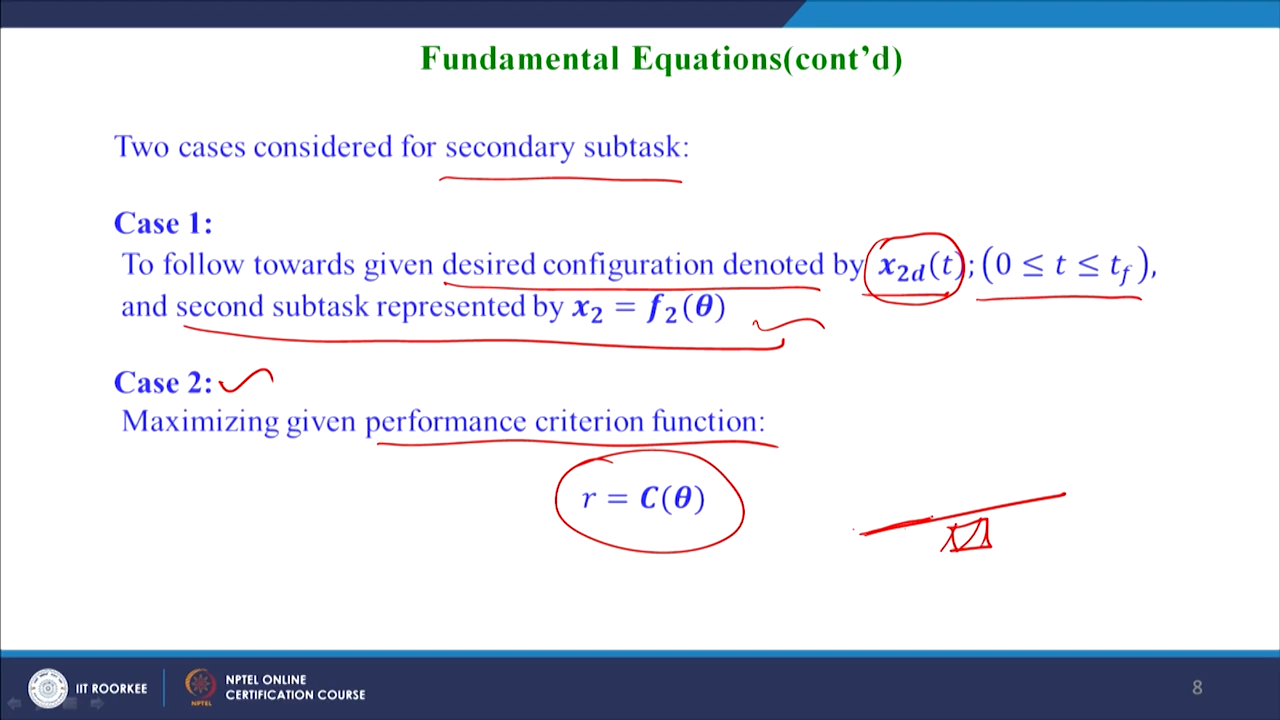 Fundamental Equations(cont'd)
Two cases considered for secondary subtask:
Case 1:
To follow towards given desired configuration denoted by x₂d(t); (0 ≤ t ≤ t_f),
and second subtask represented by x₂ = f₂(θ)
Case 2:
Maximizing given performance criterion function:
r = C(θ)
IIT ROORKEE
NPTEL
NPTEL ONLINE
CERTIFICATION COURSE
8